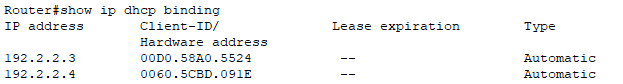 Router#show ip dhcp binding
IP address       Client-ID/              Lease expiration        Type
                 Hardware address
192.2.2.3        00D0.58A0.5524           --                     Automatic
192.2.2.4        0060.5CBD.091E           --                     Automatic